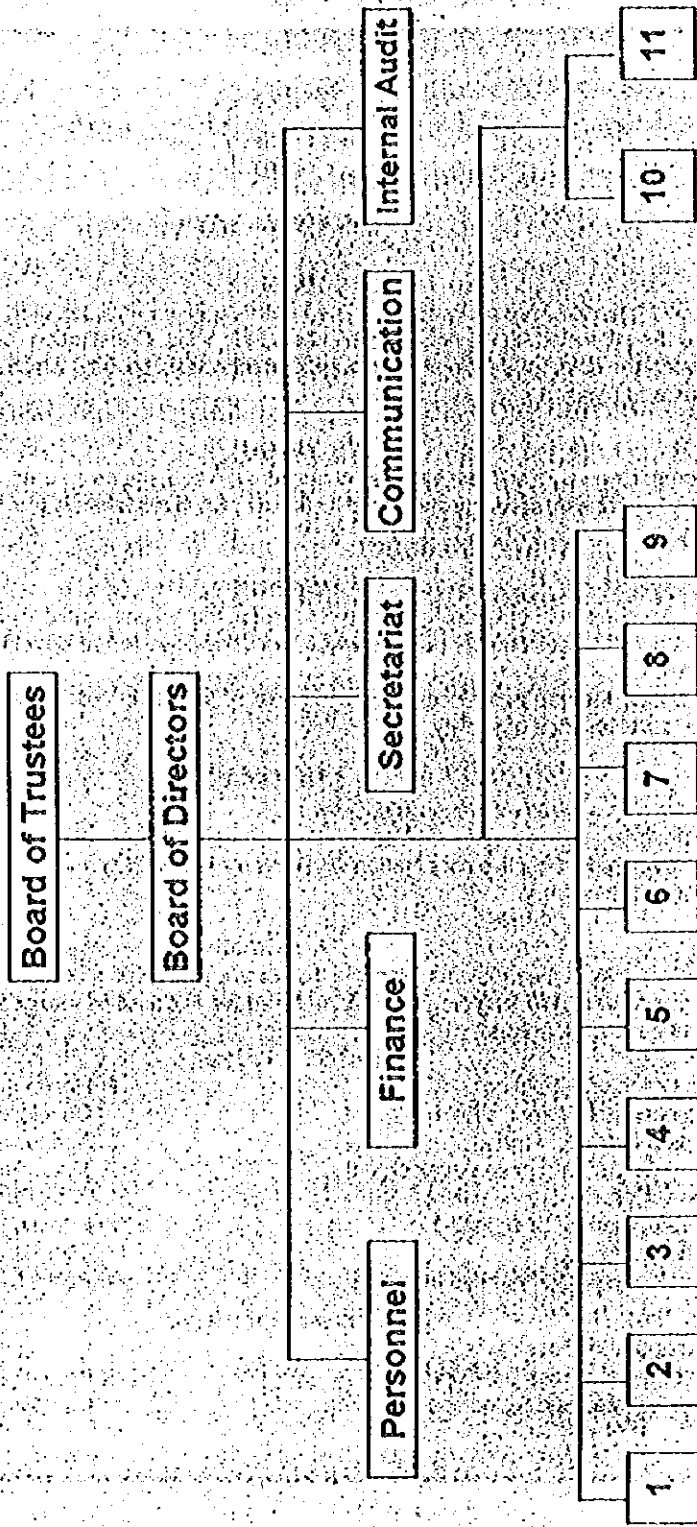 Board of Trustees
Board of Directors
Personnel
Finance
Secretariat
Communication
Internal Audit
1
2
3
4
5
6
7
8
9
10
11